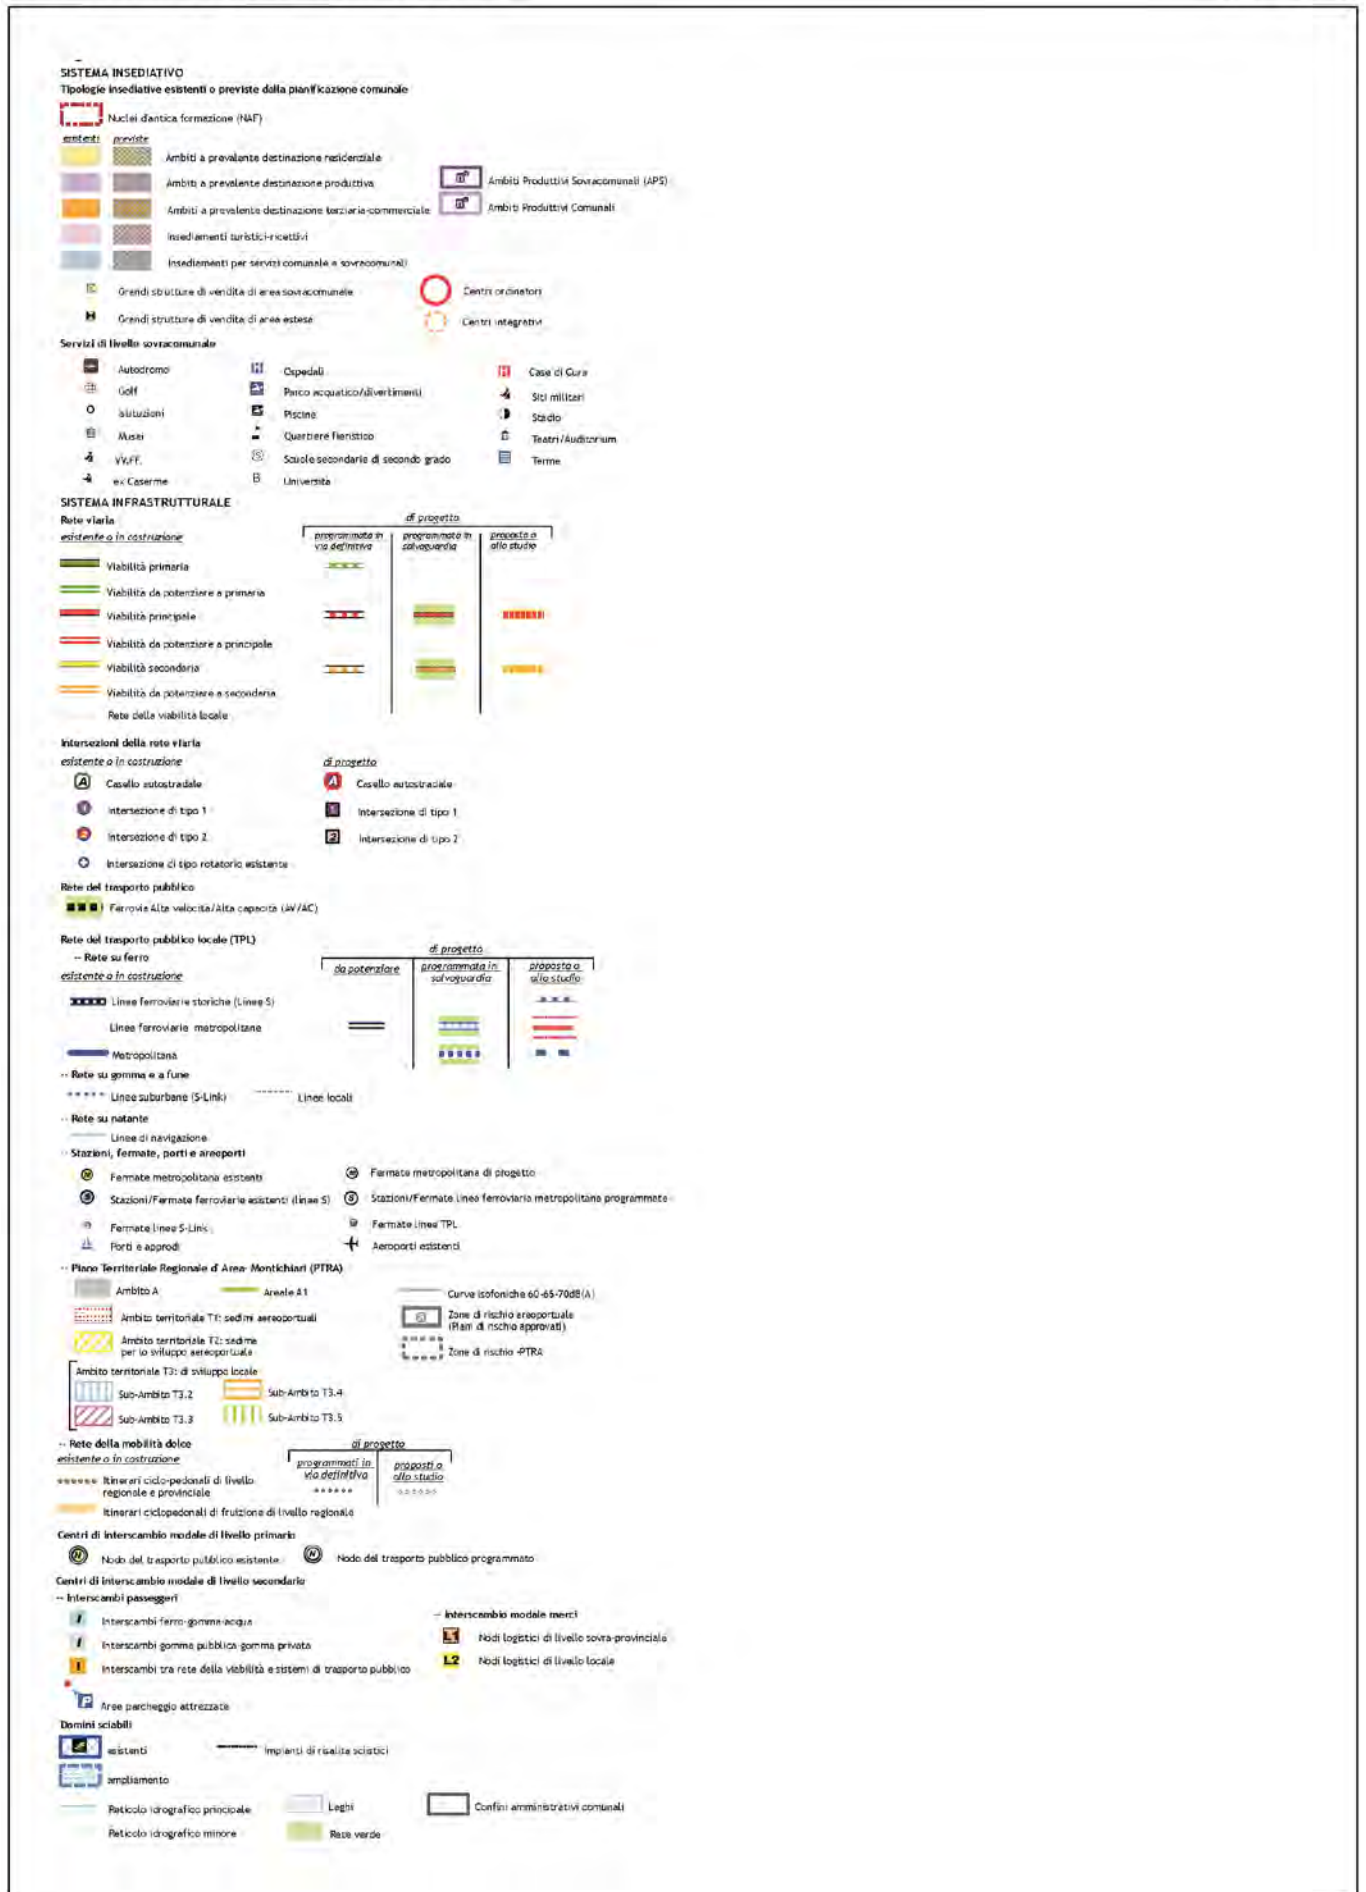 SISTEMA INSEDIATIVO
Tipologie insediative esistenti o previste dalla pianificazione comunale
Nuclei d'antica formazione (NAF)
esistenti previste
Ambiti a prevalente destinazione residenziale
Ambiti a prevalente destinazione produttiva
Ambiti Produttivi Sovracomunali (APS)
Ambiti a prevalente destinazione terziaria-commerciale
Ambiti Produttivi Comunali
Insediamenti turistici-ricettivi
Insediamenti per servizi comunale e sovracomunali
Grandi strutture di vendita di area sovracomunale
Centri ordinatori
Grandi strutture di vendita di area estesa
Centri integrativi
Servizi di livello sovracomunale
Autodromo
Ospedali
Case di Cura
Golf
Parco acquatico/divertimenti
Siti militari
Istituzioni
Piscine
Stadio
Musei
Quartiere fieristico
Teatri/Auditorium
VV.FF.
Scuole secondarie di secondo grado
Terme
ex Caserme
Università
SISTEMA INFRASTRUTTURALE
Rete viaria
di progetto
esistente o in costruzione
programmata in via definitiva
programmata in salvaguardia
proposta o allo studio
Viabilità primaria
Viabilità da potenziare a primaria
Viabilità principale
Viabilità da potenziare a principale
Viabilità secondaria
Viabilità da potenziare a secondaria
Rete della viabilità locale
Intersezioni della rete viaria
esistente o in costruzione
di progetto
A Casello autostradale
A Casello autostradale
Intersezione di tipo 1
Intersezione di tipo 1
2 Intersezione di tipo 2
2 Intersezione di tipo 2
Intersezione di tipo rotatorio esistente
Rete del trasporto pubblico
Ferrovia Alta velocità/Alta capacità (AV/AC)
Rete del trasporto pubblico locale (TPL)
di progetto
-- Rete su ferro
esistente o in costruzione
da potenziare
programmata in salvaguardia
proposta o allo studio
Linee ferroviarie storiche (Linee S)
Linee ferroviarie metropolitane
Metropolitana
-- Rete su gomma e a fune
Linee suburbane (S-Link)
Linee locali
-- Rete su natante
Linee di navigazione
-- Stazioni, fermate, porti e areoporti
Fermate metropolitana esistenti
Fermate metropolitana di progetto
Stazioni/Fermate ferroviarie esistenti (linee S)
S Stazioni/Fermate linea ferroviaria metropolitana programmate
Fermate linee S-Link
Fermate linee TPL
Porti e approdi
Aeroporti esistenti
-- Piano Territoriale Regionale d'Area- Montichiari (PTRA)
Ambito A
Areale A1
Curve isofoniche 60-65-70dB(A)
Ambito territoriale T1: sedimi aereoportuali
Zone di rischio areoportuale
(Piani di rischio approvati)
Ambito territoriale T2: sedime
per lo sviluppo aereoportuale
Zone di rischio -PTRA
Ambito territoriale T3: di sviluppo locale
Sub-Ambito T3.2
Sub-Ambito T3.4
Sub-Ambito T3.3
Sub-Ambito T3.5
-- Rete della mobilità dolce
di progetto
esistente o in costruzione
programmati in via definitiva
proposti o allo studio
Itinerari ciclo-pedonali di livello
regionale e provinciale
Itinerari ciclopedonali di fruizione di livello regionale
Centri di interscambio modale di livello primario
N Nodo del trasporto pubblico esistente
N Nodo del trasporto pubblico programmato
Centri di interscambio modale di livello secondario
-- Interscambi passeggeri
-- Interscambio modale merci
I Interscambi ferro-gomma-acqua
L1 Nodi logistici di livello sovra-provinciale
I Interscambi gomma pubblica-gomma privata
L2 Nodi logistici di livello locale
I Interscambi tra rete della viabilità e sistemi di trasporto pubblico
P Aree parcheggio attrezzate
Domini sciabili
esistenti
Impianti di risalita sciistici
ampliamento
Reticolo idrografico principale
Laghi
Confini amministrativi comunali
Reticolo idrografico minore
Rete verde